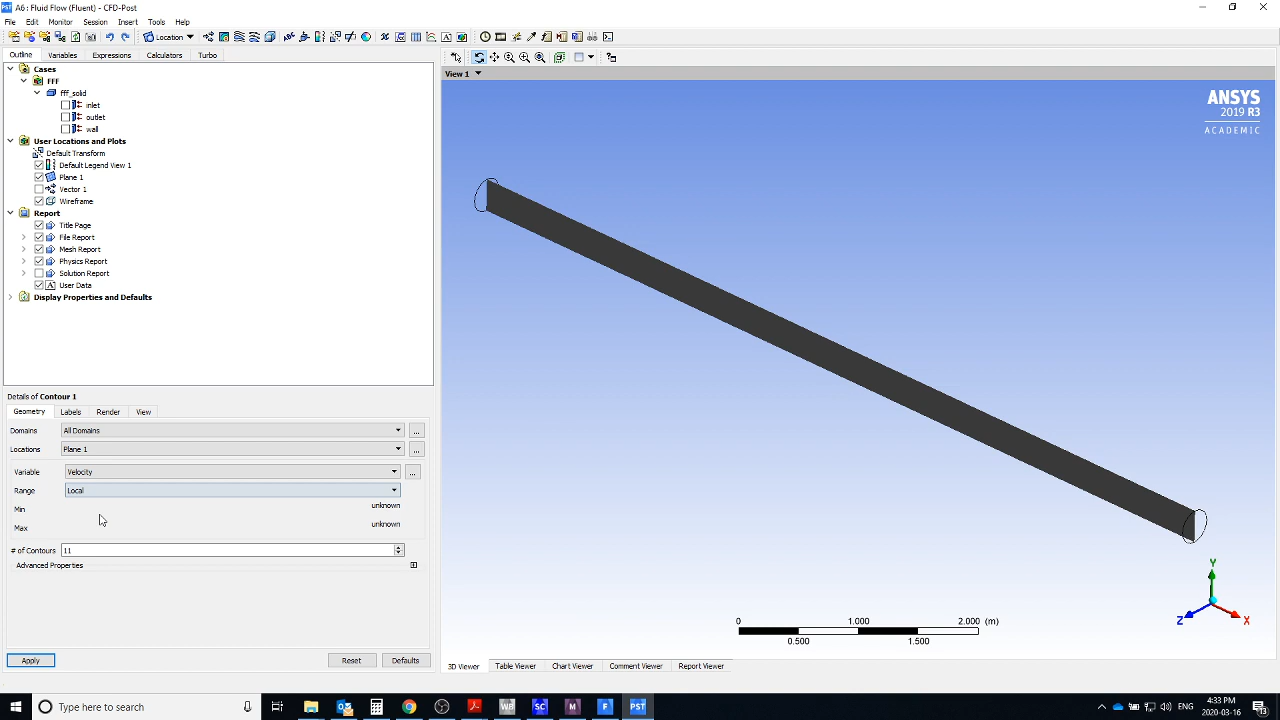 A6: Fluid Flow (Fluent) - CFD-Post
File Edit Monitor Session Insert Tools Help
Location
Outline Variables Expressions Calculators Turbo
Cases
FFF
fff_solid
inlet
outlet
wall
User Locations and Plots
Default Transform
Default Legend View 1
Plane 1
Vector 1
Wireframe
Report
Title Page
File Report
Mesh Report
Physics Report
Solution Report
User Data
Display Properties and Defaults
Details of Contour 1
Geometry Labels Render View
Domains All Domains ...
Locations Plane 1 ...
Variable Velocity ...
Range Local
Min unknown
Max unknown
# of Contours 11
Advanced Properties
Apply Reset Defaults
View 1
ANSYS
2019 R3
ACADEMIC
0 1.000 2.000 (m)
0.500 1.500
Y
Z X
3D Viewer Table Viewer Chart Viewer Comment Viewer Report Viewer
Type here to search
WB SC M F PST
ENG
4:33 PM
2020-03-16